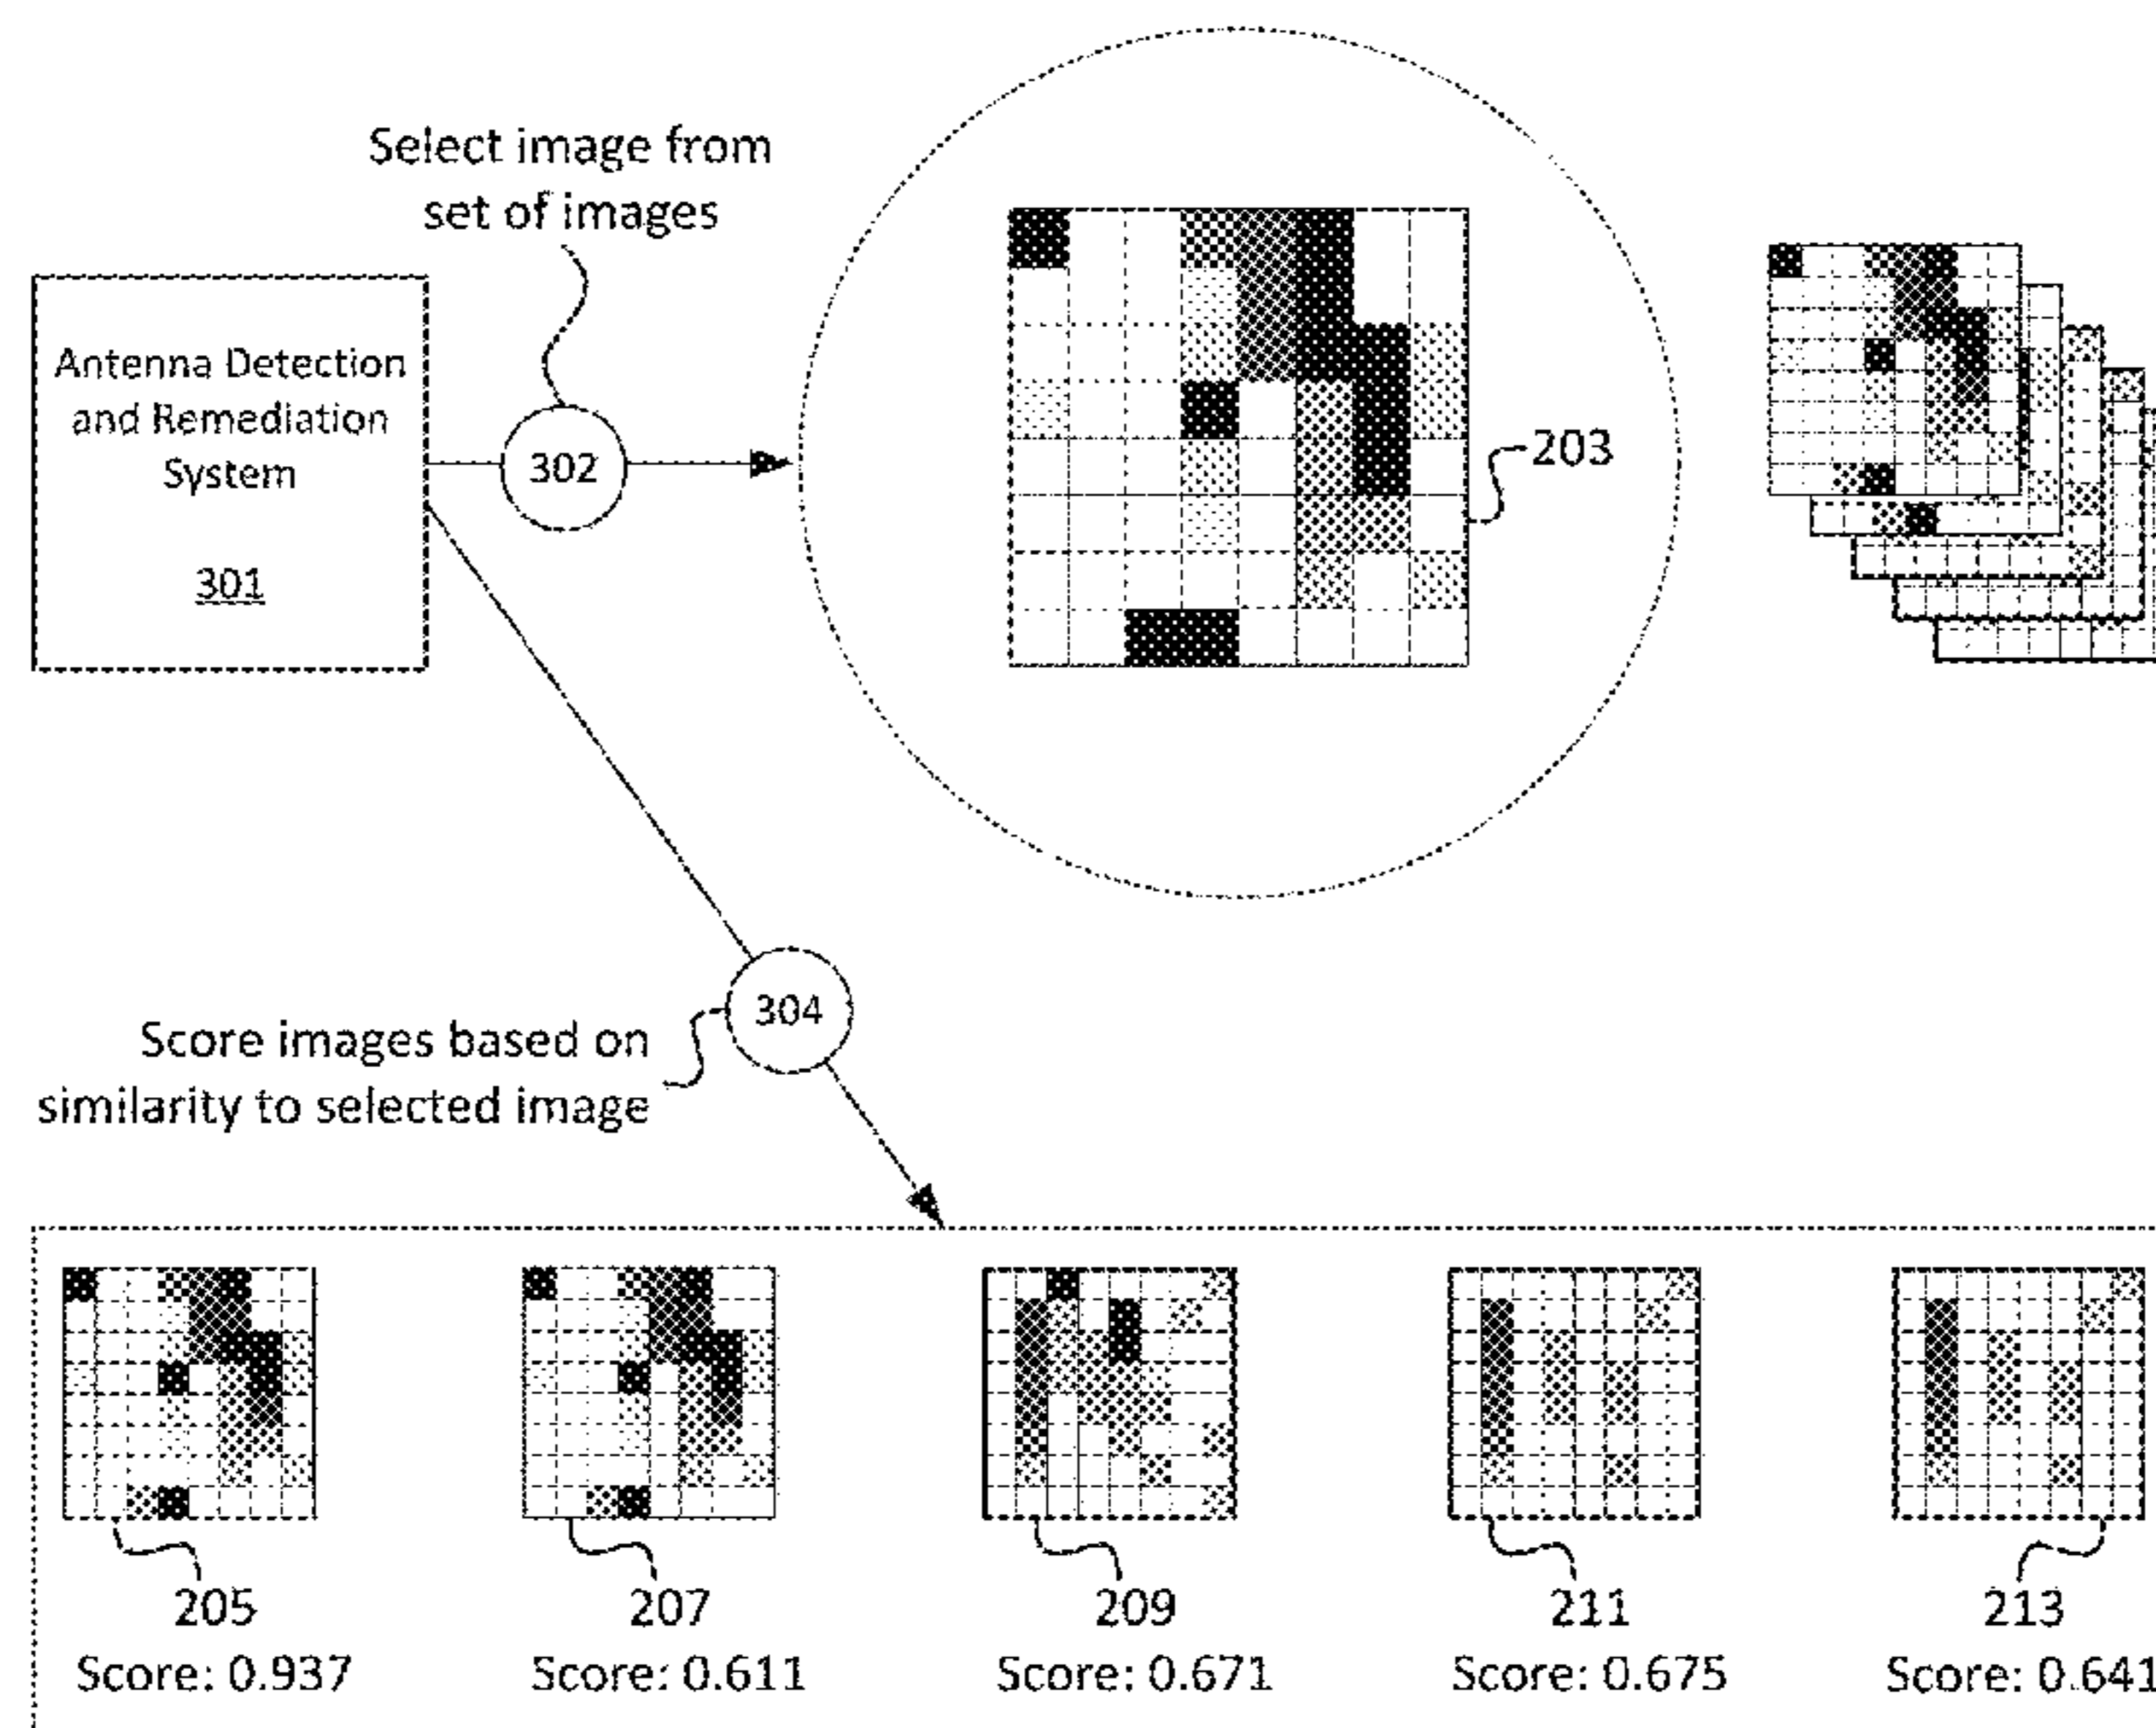 Select image from
set of images
Antenna Detection
and Remediation
System
301
302
203
304
Score images based on
similarity to selected image
205
Score: 0.937
207
Score: 0.611
209
Score: 0.671
211
Score: 0.675
213
Score: 0.641